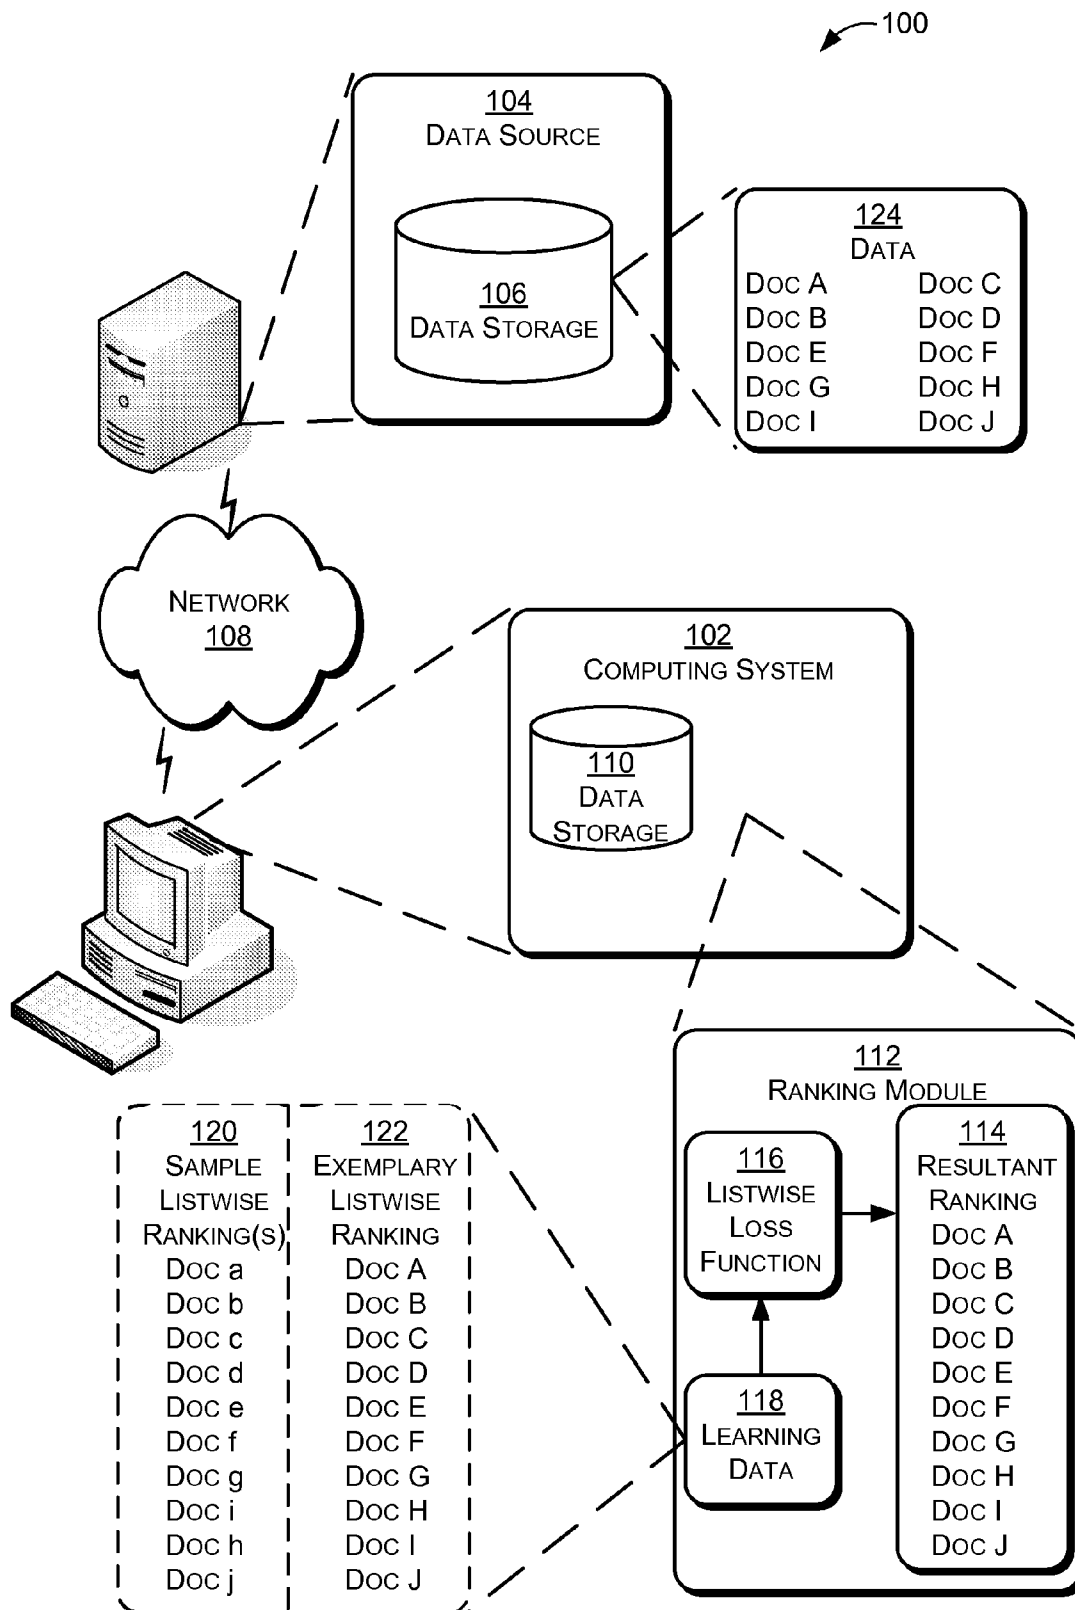 100
104
DATA SOURCE
106
DATA STORAGE
124
DATA
DOC A DOC C
DOC B DOC D
DOC E DOC F
DOC G DOC H
DOC I DOC J
NETWORK
108
102
COMPUTING SYSTEM
110
DATA
STORAGE
112
RANKING MODULE
116
LISTWISE
LOSS
FUNCTION
114
RESULTANT
RANKING
DOC A
DOC B
DOC C
DOC D
DOC E
DOC F
DOC G
DOC H
DOC I
DOC J
118
LEARNING
DATA
120
SAMPLE
LISTWISE
RANKING(S)
DOC a
DOC b
DOC c
DOC d
DOC e
DOC f
DOC g
DOC i
DOC h
DOC j
122
EXEMPLARY
LISTWISE
RANKING
DOC A
DOC B
DOC C
DOC D
DOC E
DOC F
DOC G
DOC H
DOC I
DOC J